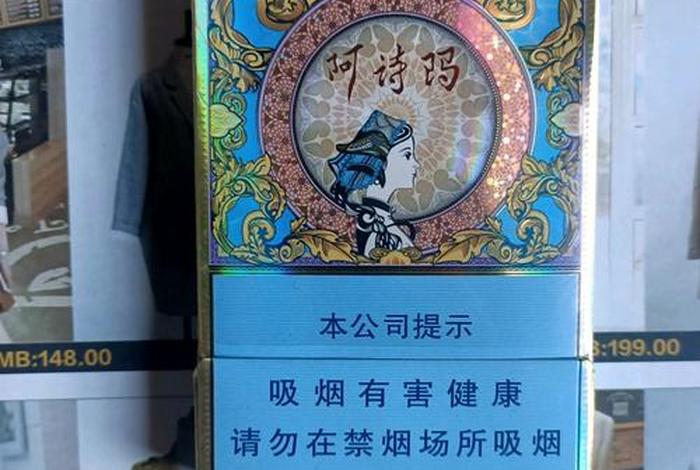 阿诗玛
本公司提示
MB:148.00
:199.00
吸烟有害健康
请勿在禁烟场所吸烟